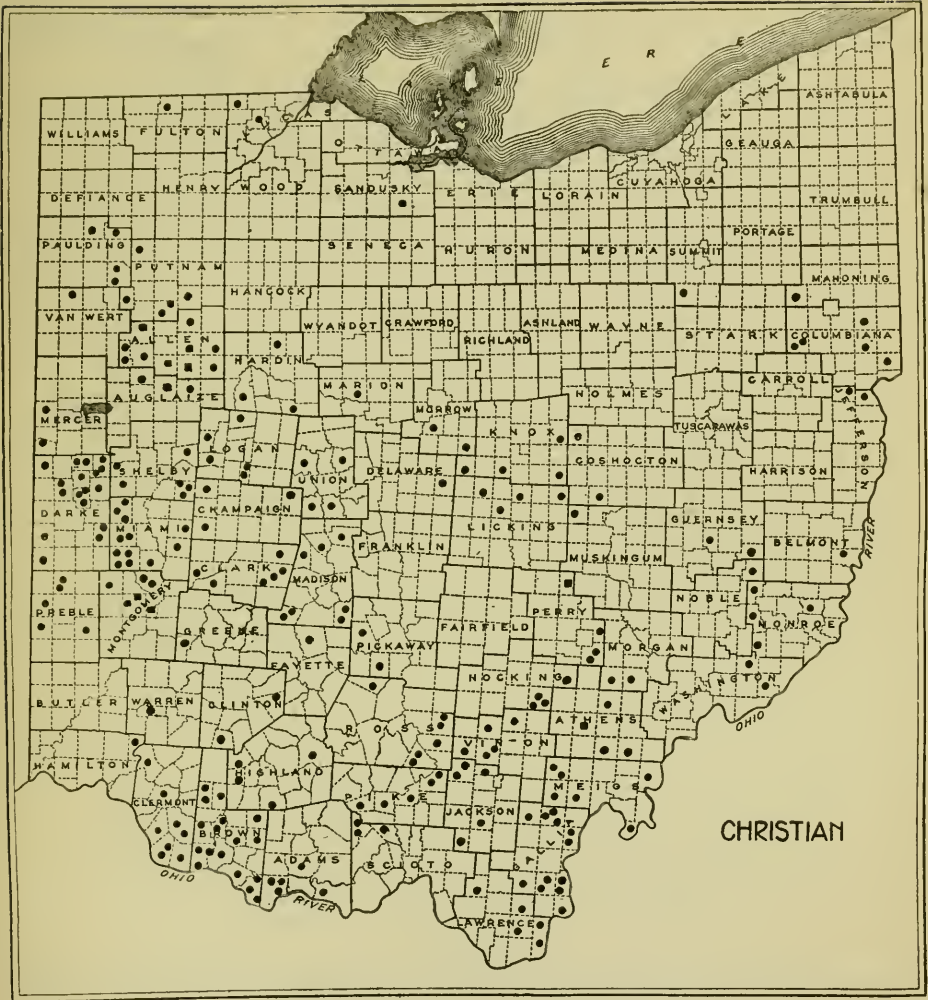 ERE
ASHTABULA
LAKE
WILLIAMS
FULTON
CAS
OTTAWA
GEAUGA
CUYAHOGA
HENRY
WOOD
SANDUSKY
ERIE
LORAIN
DEFIANCE
TRUMBULL
PORTAGE
PAULDING
SENECA
HURON
MEDINA
SUMMIT
PUTNAM
MAHONING
HANCOCK
VAN WERT
WYANDOT
CRAWFORD
ASHLAND
WAYNE
RICHLAND
STARK
COLUMBIANA
ALLEN
HARDIN
CARROLL
MARION
HOLMES
AUGLAIZE
MORROW
JEFFERSON
MERCER
TUSCARAWAS
KNOX
LOGAN
COSHOCTON
SHELBY
UNION
DELAWARE
HARRISON
DARKE
CHAMPAIGN
LICKING
GUERNSEY
MIAMI
FRANKLIN
BELMONT
RIVER
MUSKINGUM
CLARK
MADISON
NOBLE
PREBLE
MONTGOMERY
PERRY
MONROE
GREENE
FAIRFIELD
PICKAWAY
MORGAN
FAYETTE
HOCKING
WASHINGTON
BUTLER
WARREN
CLINTON
ATHENS
OHIO
ROSS
VINTON
HAMILTON
HIGHLAND
MEIGS
CLERMONT
PIKE
JACKSON
CHRISTIAN
BROWN
ADAMS
SCIOTO
OHIO
RIVER
LAWRENCE